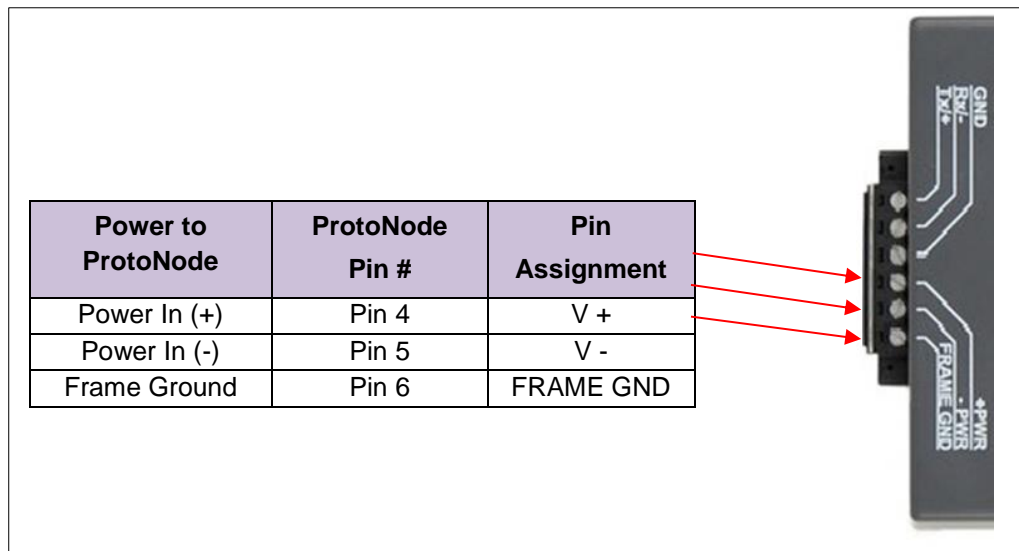 Power to ProtoNode
ProtoNode Pin #
Pin Assignment
Power In (+)
Pin 4
V +
Power In (-)
Pin 5
V -
Frame Ground
Pin 6
FRAME GND
GND
Rx/-
Tx/+
+PWR
- PWR
FRAME GND